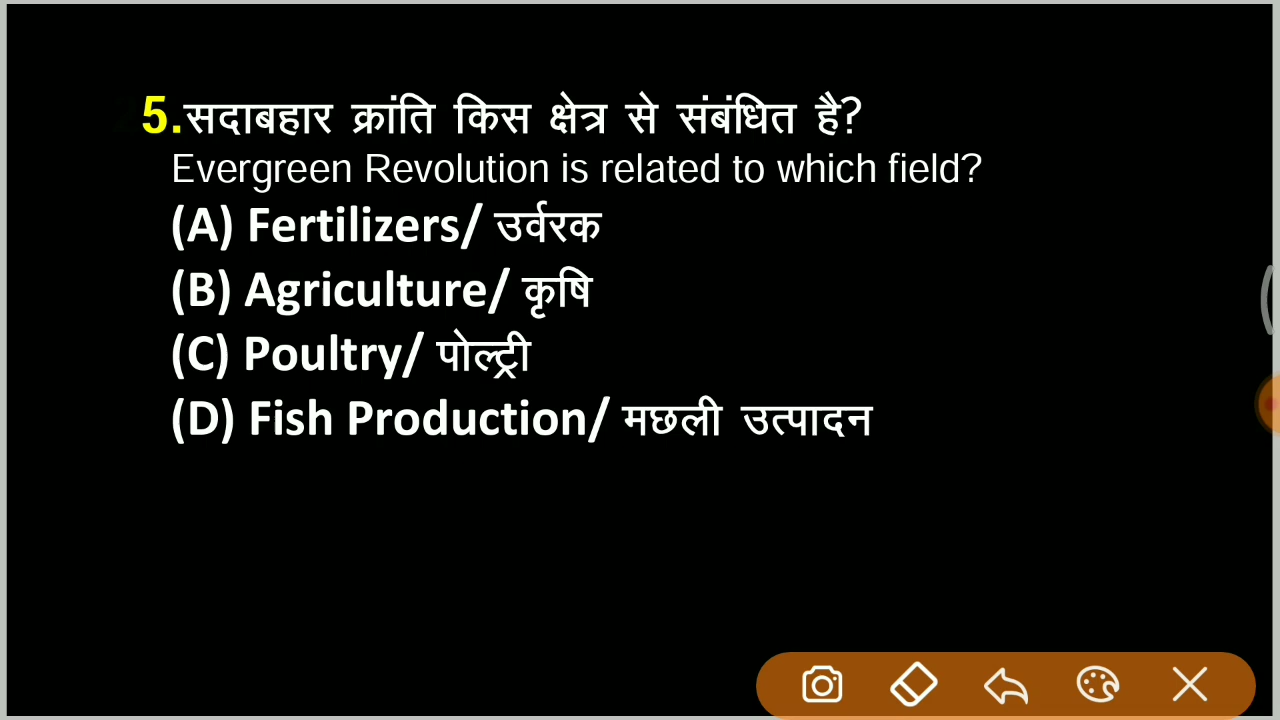 5.सदाबहार क्रांति किस क्षेत्र से संबंधित है?
Evergreen Revolution is related to which field?
(A) Fertilizers/ उर्वरक
(B) Agriculture/ कृषि
(C) Poultry/ पोल्ट्री
(D) Fish Production/ मछली उत्पादन